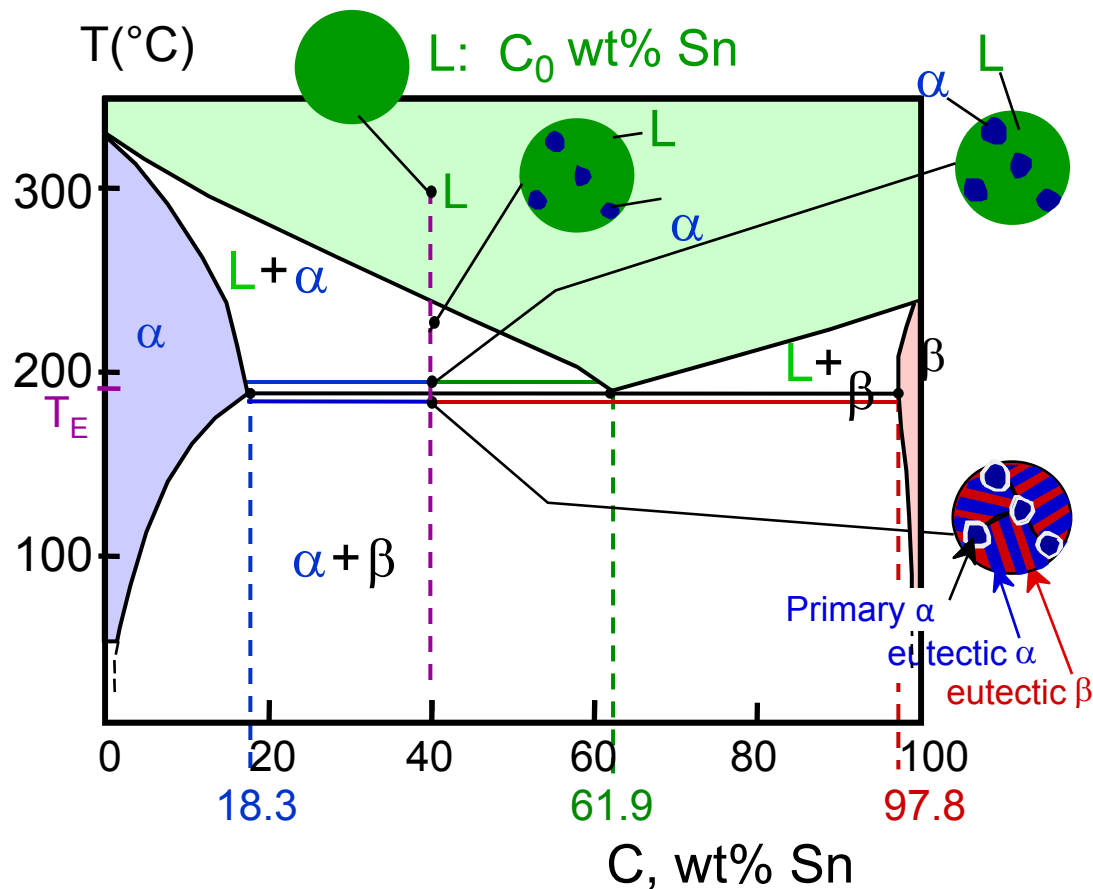 T(°C)
L: C₀ wt% Sn
L
α
L
300
L
α
L+α
α
200
L+β
β
T_E
100
α+β
Primary α
eutectic α
eutectic β
0 20 40 60 80 100
18.3 61.9 97.8
C, wt% Sn